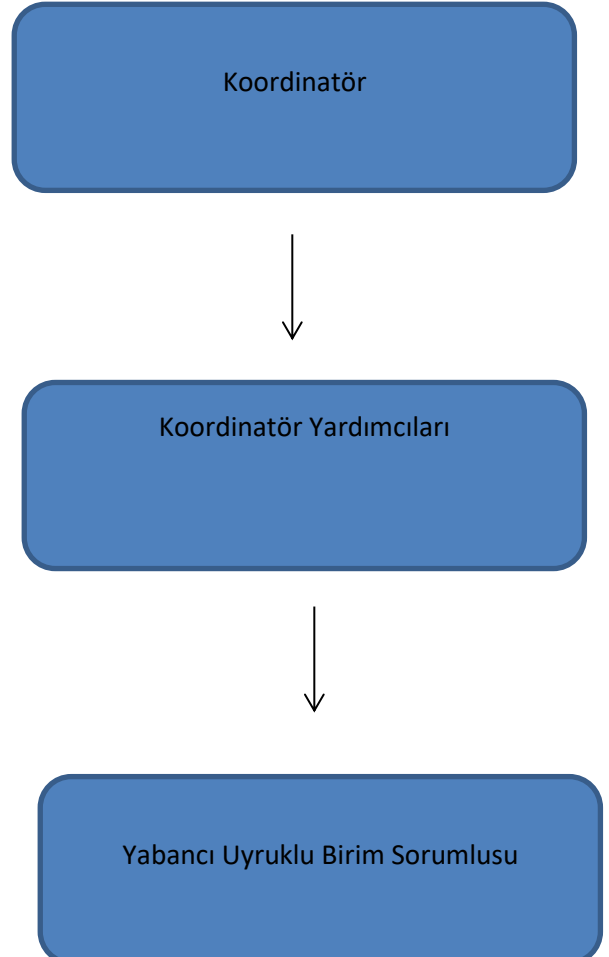 Koordinatör
Koordinatör Yardımcıları
Yabancı Uyruklu Birim Sorumlusu